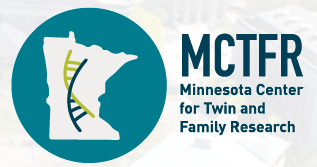 MCTFR
Minnesota Center
for Twin and
Family Research